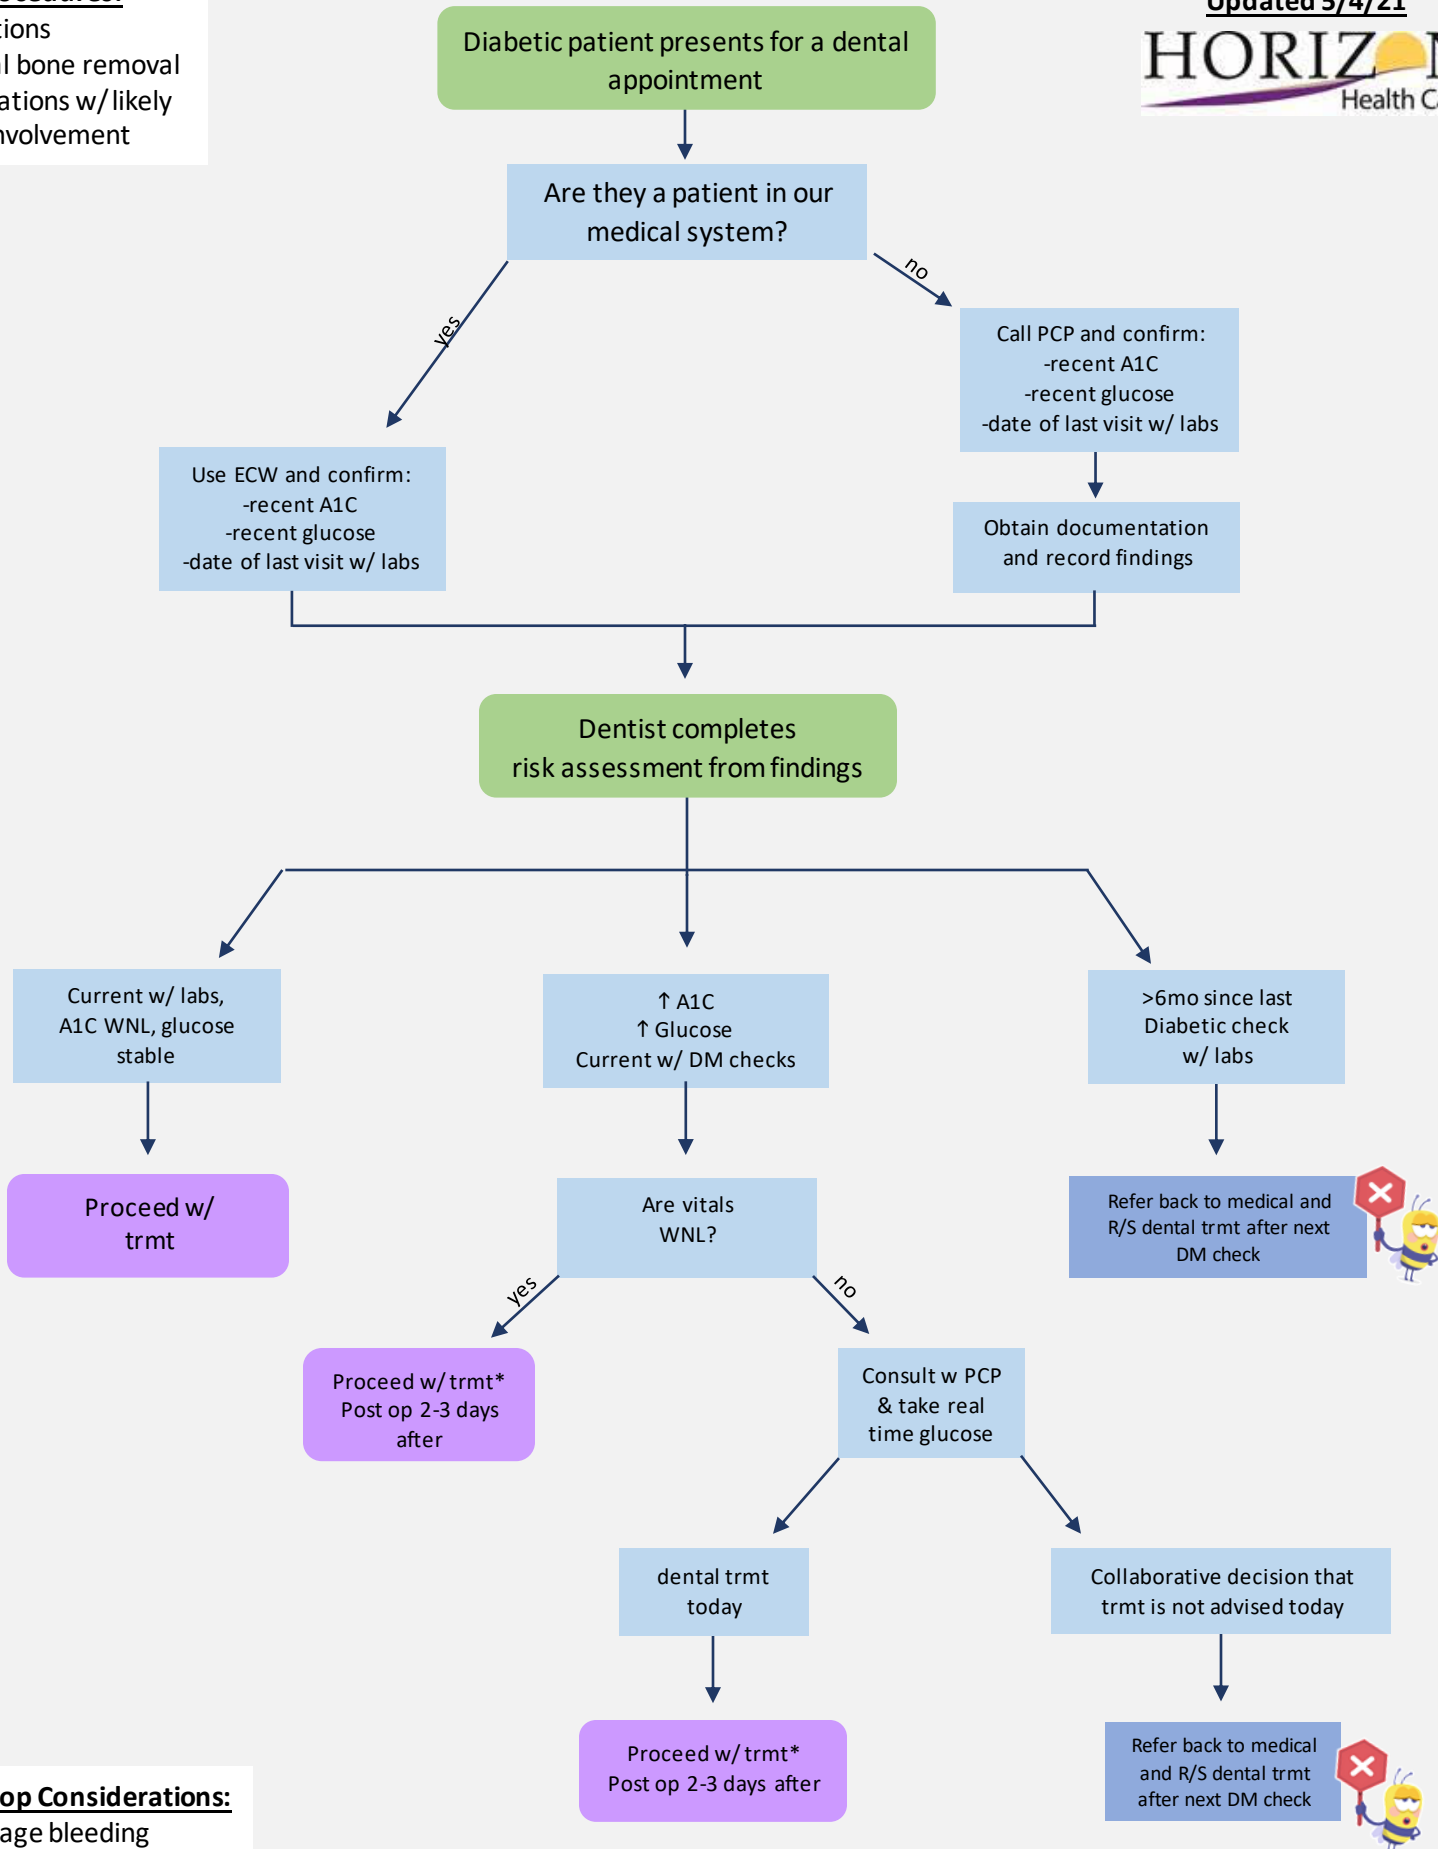 tions
bone removal
w/ likely
Updated 5/4/21
Health
Diabetic patient presents for a dental
appointment
Are they a patient in our
medical system?
yes
no
Call PCP and confirm:
-recent A1C
-recent glucose
-date of last visit w/ labs
Use ECW and confirm:
-recent A1C
-recent glucose
-date of last visit w/ labs
Obtain documentation
and record findings
Dentist completes
risk assessment from findings
Current w/ labs,
A1C WNL, glucose
stable
↑ A1C
↑ Glucose
Current w/ DM checks
>6mo since last
Diabetic check
w/ labs
Proceed w/
trmt
Are vitals
WNL?
Refer back to medical and
R/S dental trmt after next
DM check
yes
no
Proceed w/ trmt*
Post op 2-3 days
after
Consult w PCP
& take real
time glucose
dental trmt
today
Collaborative decision that
trmt is not advised today
Proceed w/ trmt*
Post op 2-3 days after
Refer back to medical
and R/S dental trmt
after next DM check
op Considerations:
bleeding